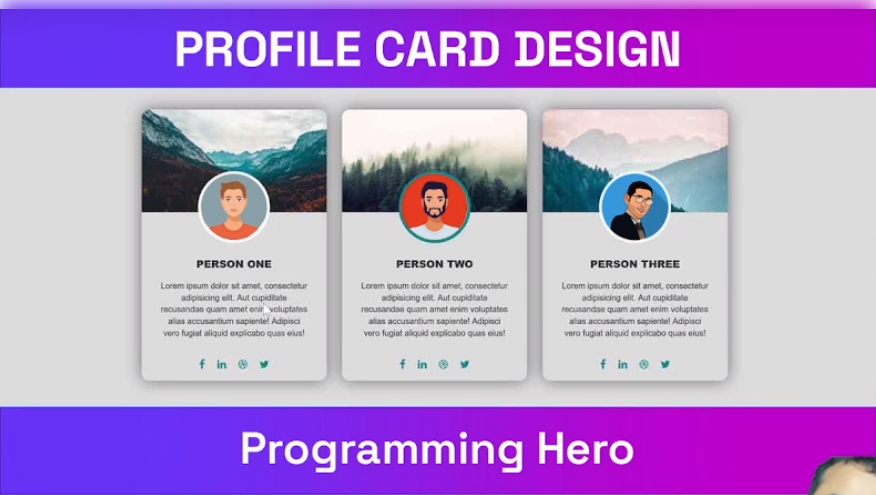 PROFILE CARD DESIGN
PERSON ONE
Lorem ipsum dolor sit amet, consectetur
adipisicing elit. Aut cupiditate
recusandae quam amet enim voluptates
alias accusantium sapiente! Adipisci
vero fugiat aliquid explicabo quas eius!
PERSON TWO
Lorem ipsum dolor sit amet, consectetur
adipisicing elit. Aut cupiditate
recusandae quam amet enim voluptates
alias accusantium sapiente! Adipisci
vero fugiat aliquid explicabo quas eius!
PERSON THREE
Lorem ipsum dolor sit amet, consectetur
adipisicing elit. Aut cupiditate
recusandae quam amet enim voluptates
alias accusantium sapiente! Adipisci
vero fugiat aliquid explicabo quas eius!
Programming Hero